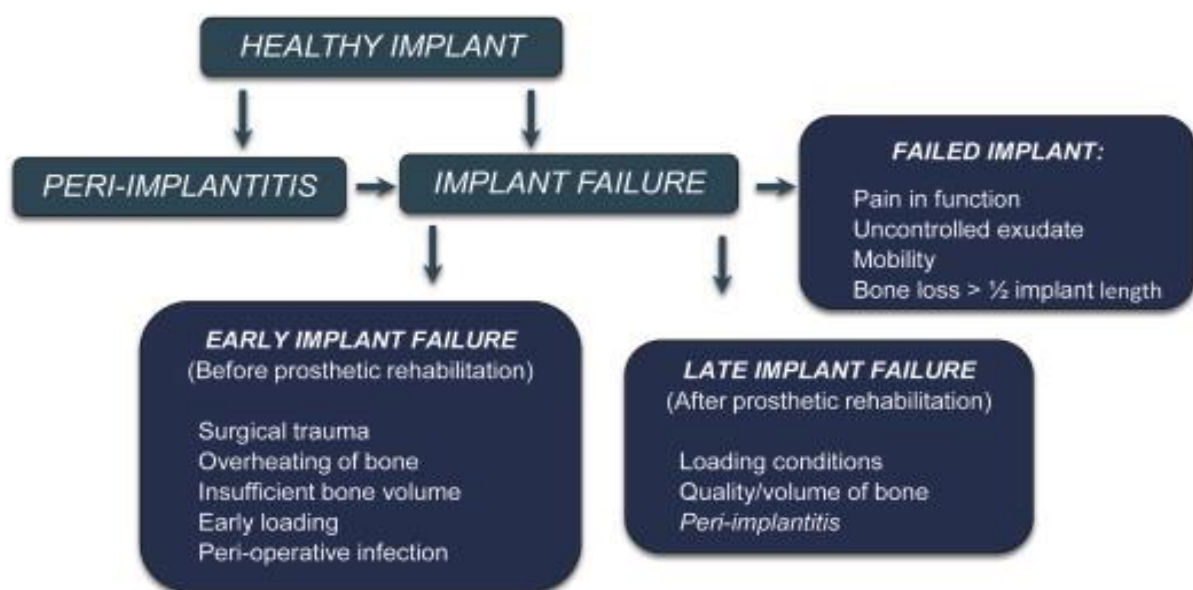 HEALTHY IMPLANT
PERI-IMPLANTITIS
IMPLANT FAILURE
FAILED IMPLANT:
Pain in function
Uncontrolled exudate
Mobility
Bone loss > ½ implant length
EARLY IMPLANT FAILURE
(Before prosthetic rehabilitation)
Surgical trauma
Overheating of bone
Insufficient bone volume
Early loading
Peri-operative infection
LATE IMPLANT FAILURE
(After prosthetic rehabilitation)
Loading conditions
Quality/volume of bone
Peri-implantitis